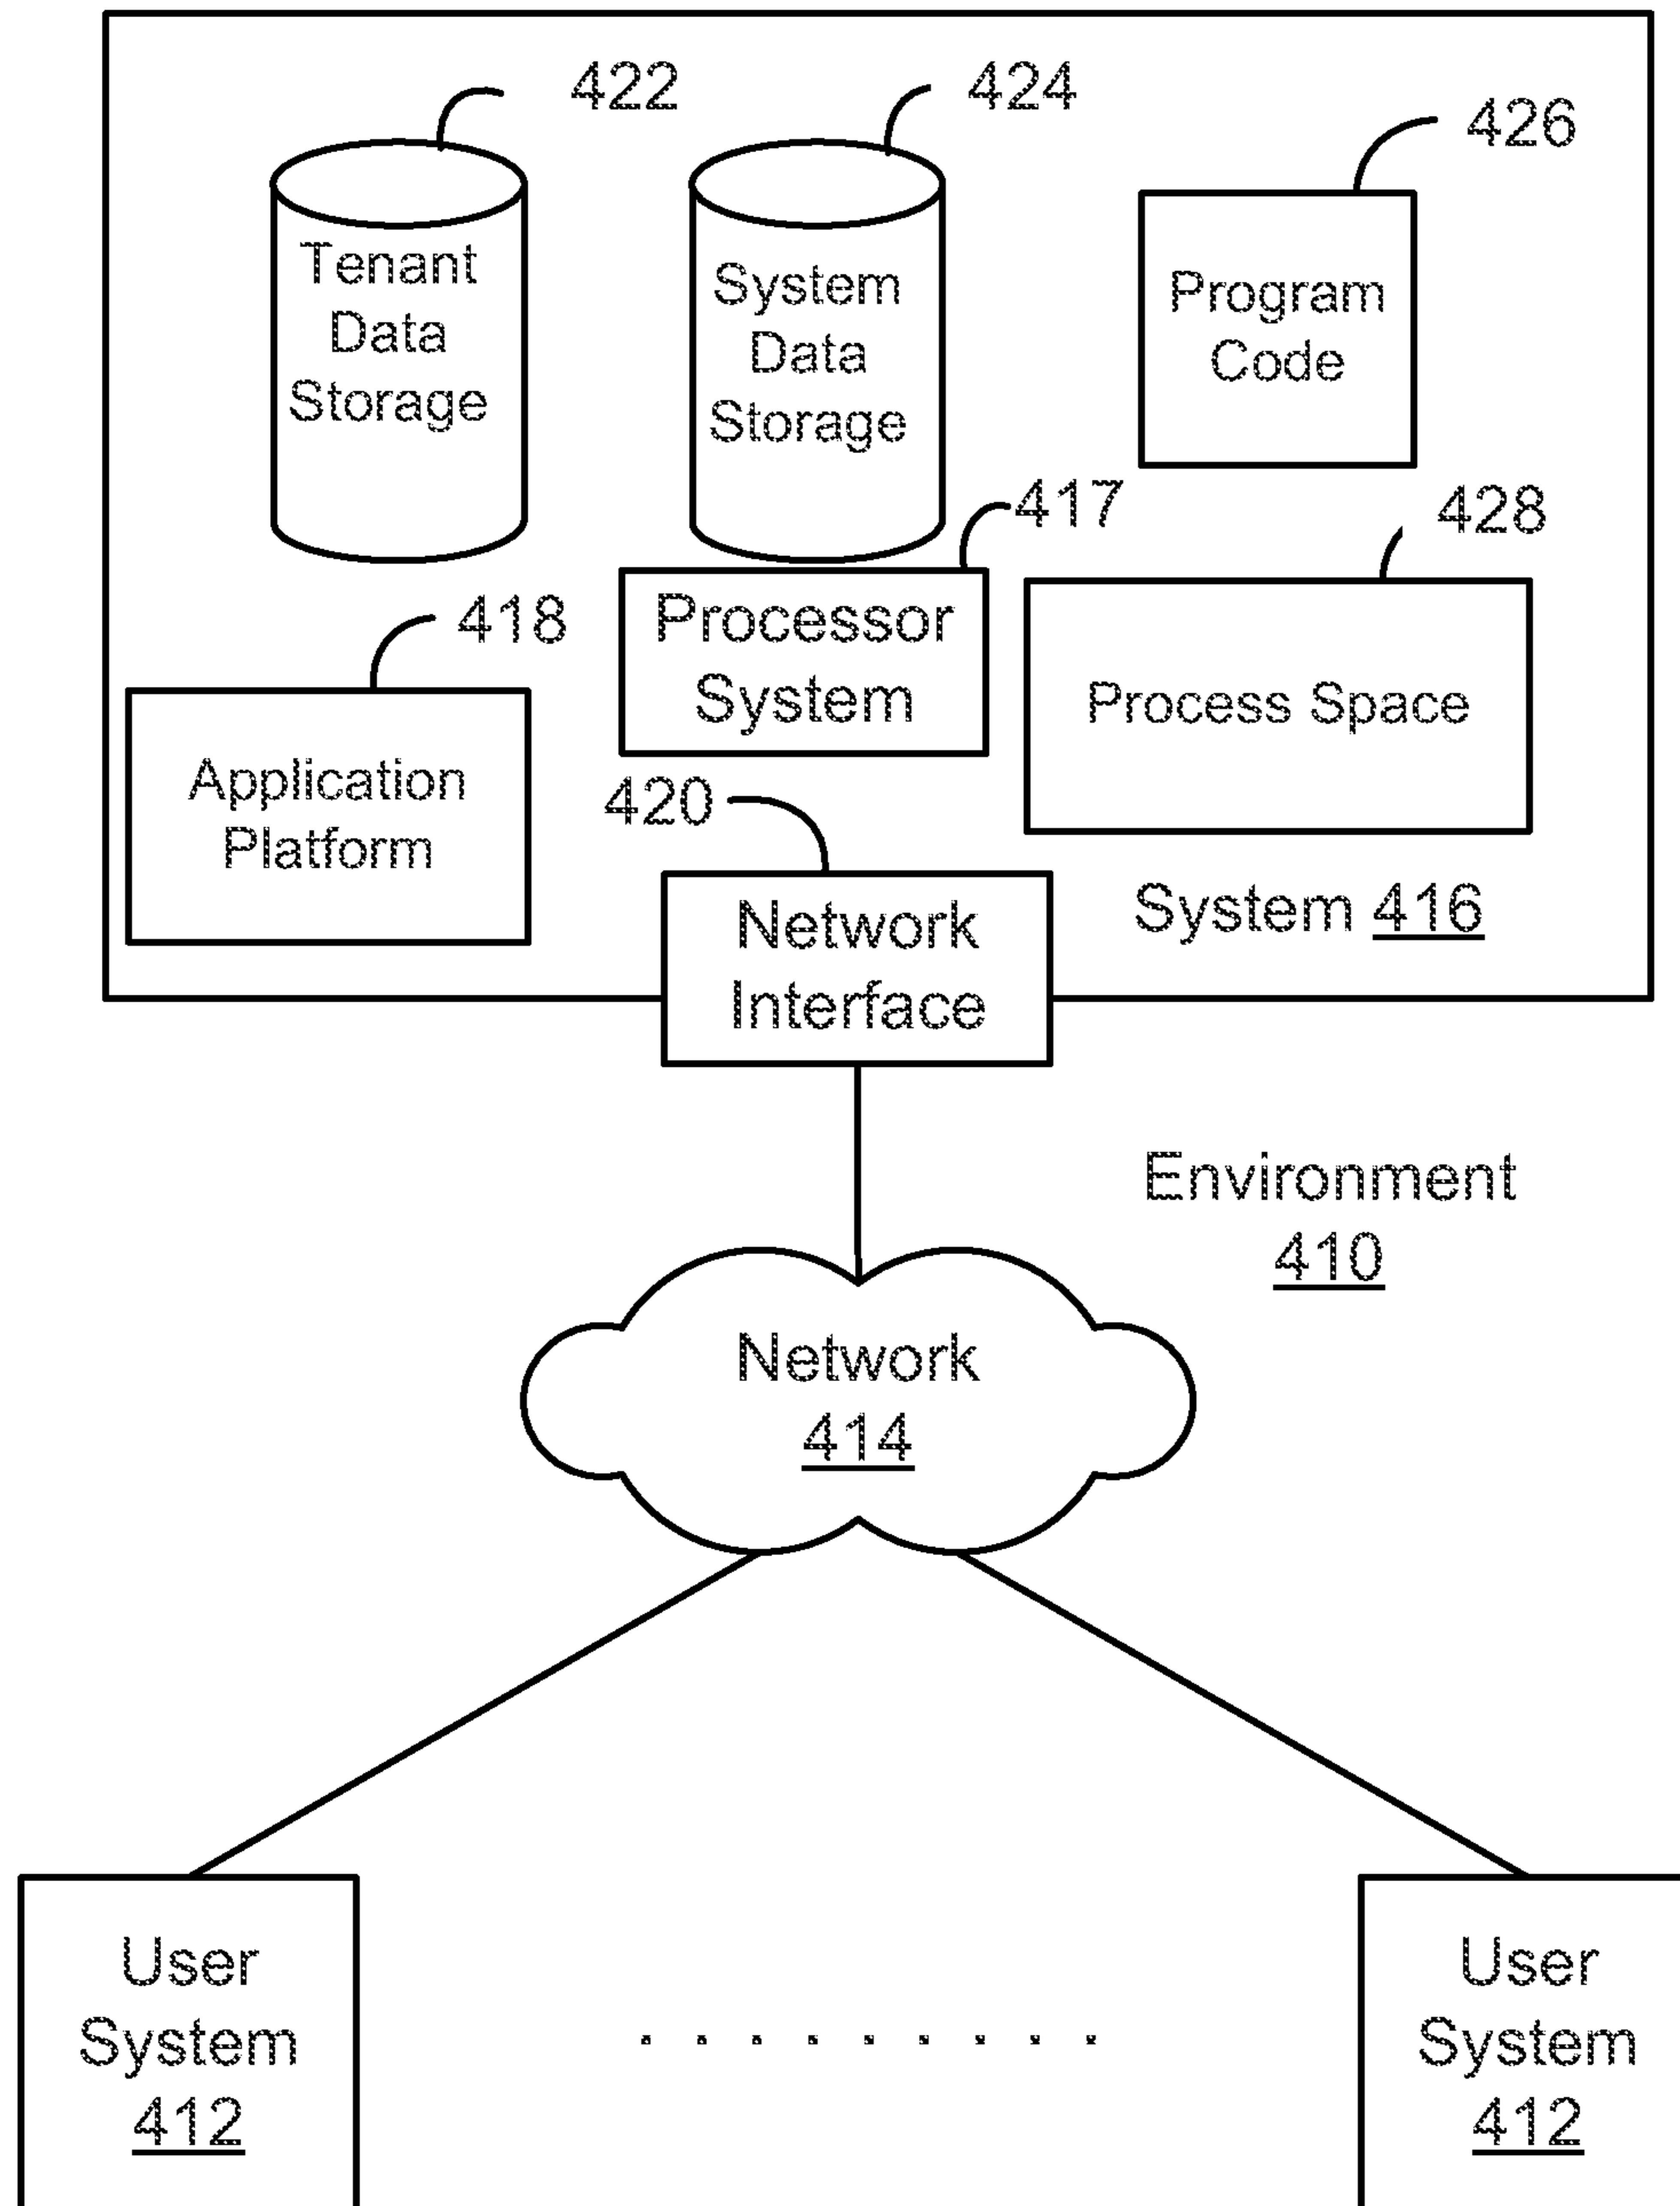 422
424
426
Tenant
Data
Storage
System
Data
Storage
Program
Code
417
428
418
Processor
System
Process Space
Application
Platform
420
Network
Interface
System 416
Environment
410
Network
414
User
System
412
User
System
412